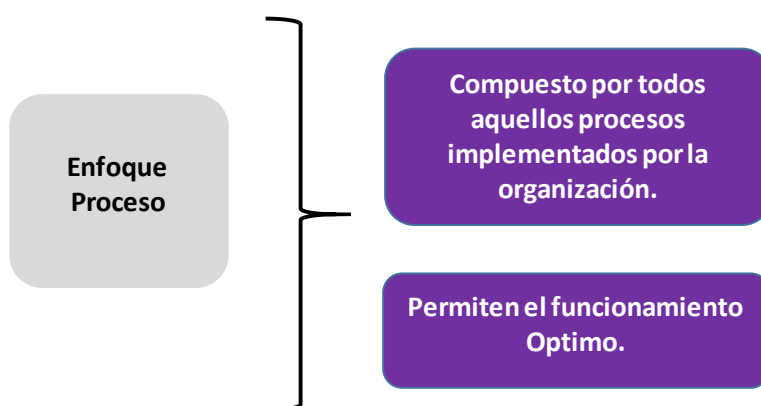 Enfoque
Proceso
Compuesto por todos
aquellos procesos
implementados por la
organización.
Permiten el funcionamiento
Optimo.